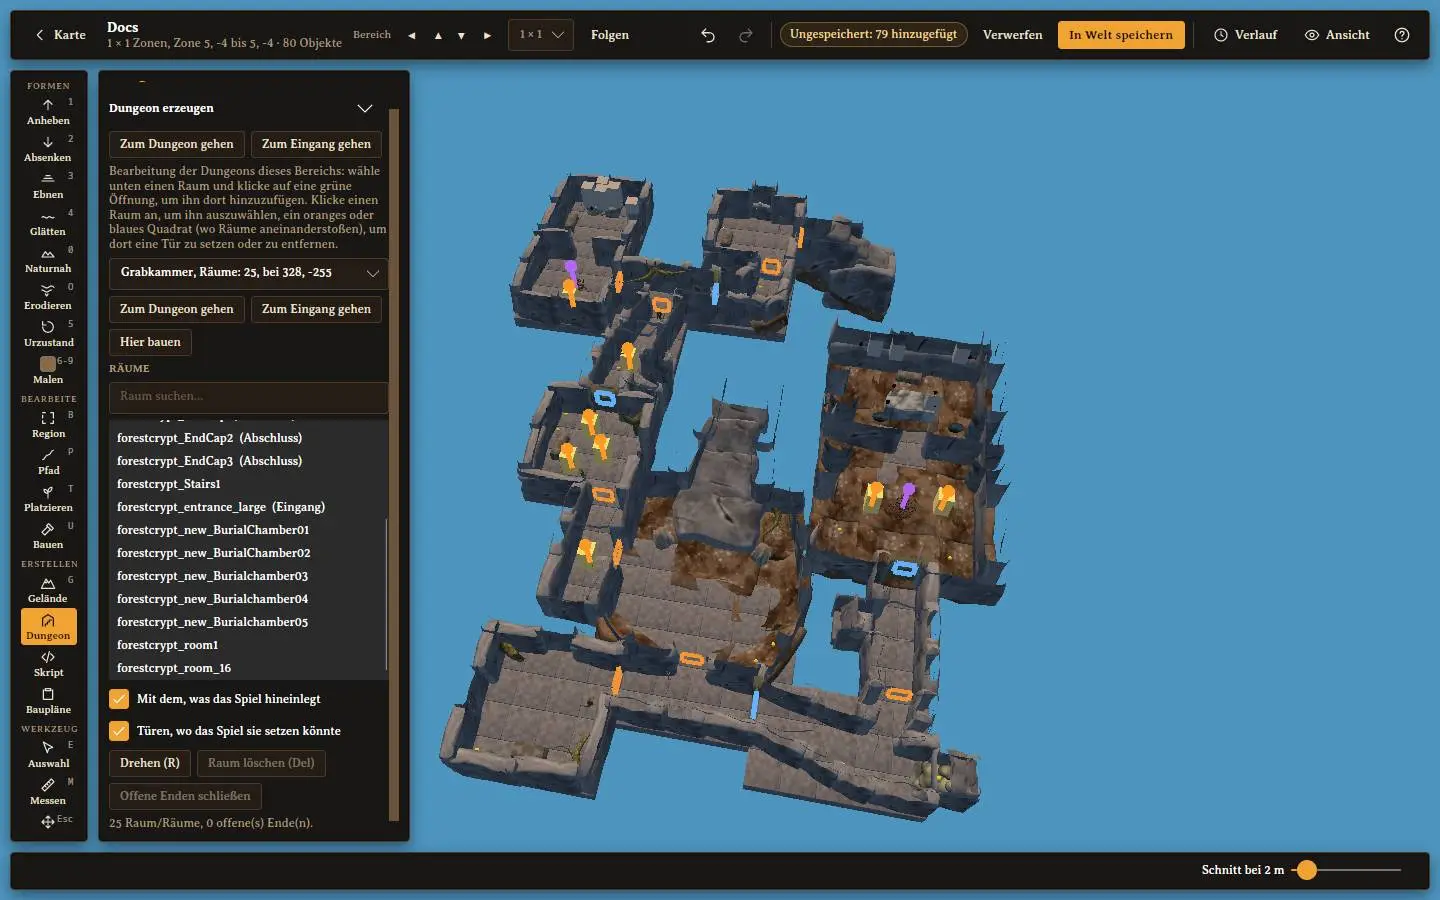 Karte
Docs
1 × 1 Zonen, Zone 5, -4 bis 5, -4 · 80 Objekte
Bereich
1 × 1
Folgen
Ungespeichert: 79 hinzugefügt
Verwerfen
In Welt speichern
Verlauf
Ansicht
FORMEN
1
Anheben
2
Absenken
3
Ebnen
4
Glätten
0
Naturnah
O
Erodieren
5
Urzustand
6-9
Malen
BEARBEITE
B
Region
P
Pfad
T
Platzieren
U
Bauen
ERSTELLEN
G
Gelände
Dungeon
Skript
Baupläne
WERKZEUG
E
Auswahl
M
Messen
Esc
Dungeon erzeugen
Zum Dungeon gehen
Zum Eingang gehen
Bearbeitung der Dungeons dieses Bereichs: wähle
unten einen Raum und klicke auf eine grüne
Öffnung, um ihn dort hinzuzufügen. Klicke einen
Raum an, um ihn auszuwählen, ein oranges oder
blaues Quadrat (wo Räume aneinanderstoßen), um
dort eine Tür zu setzen oder zu entfernen.
Grabkammer, Räume: 25, bei 328, -255
Zum Dungeon gehen
Zum Eingang gehen
Hier bauen
RÄUME
Raum suchen...
forestcrypt_EndCap2 (Abschluss)
forestcrypt_EndCap3 (Abschluss)
forestcrypt_Stairs1
forestcrypt_entrance_large (Eingang)
forestcrypt_new_BurialChamber01
forestcrypt_new_BurialChamber02
forestcrypt_new_Burialchamber03
forestcrypt_new_Burialchamber04
forestcrypt_new_Burialchamber05
forestcrypt_room1
forestcrypt_room_16
Mit dem, was das Spiel hineinlegt
Türen, wo das Spiel sie setzen könnte
Drehen (R)
Raum löschen (Del)
Offene Enden schließen
25 Raum/Räume, 0 offene(s) Ende(n).
Schnitt bei 2 m